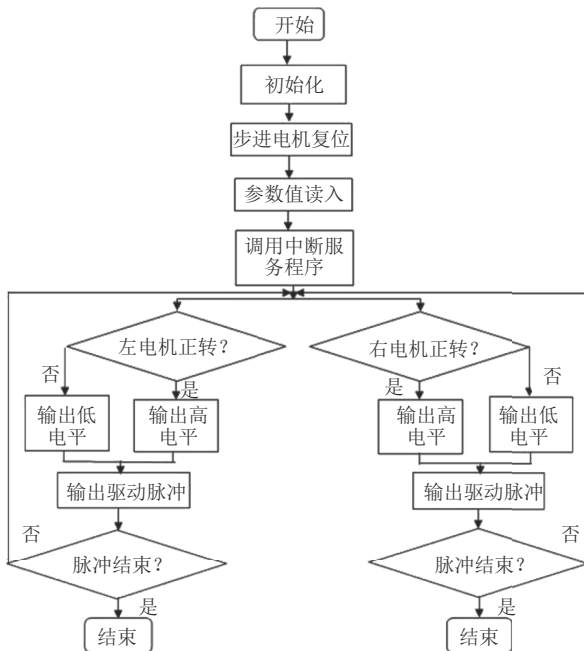 开始
初始化
步进电机复位
参数值读入
调用中断服
务程序
左电机正转？
右电机正转？
否
是
是
否
输出低
电平
输出高
电平
输出高
电平
输出低
电平
输出驱动脉冲
输出驱动脉冲
否
否
脉冲结束？
脉冲结束？
是
是
结束
结束